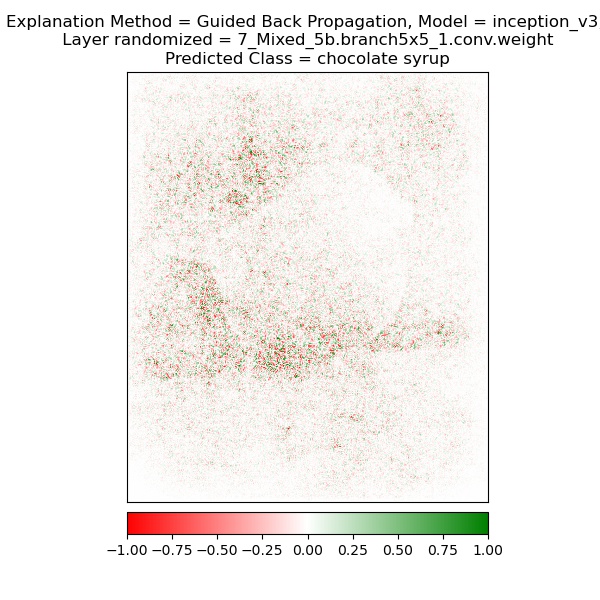 Explanation Method = Guided Back Propagation, Model = inception_v3
Layer randomized = 7_Mixed_5b.branch5x5_1.conv.weight
Predicted Class = chocolate syrup
−1.00 −0.75 −0.50 −0.25 0.00 0.25 0.50 0.75 1.00